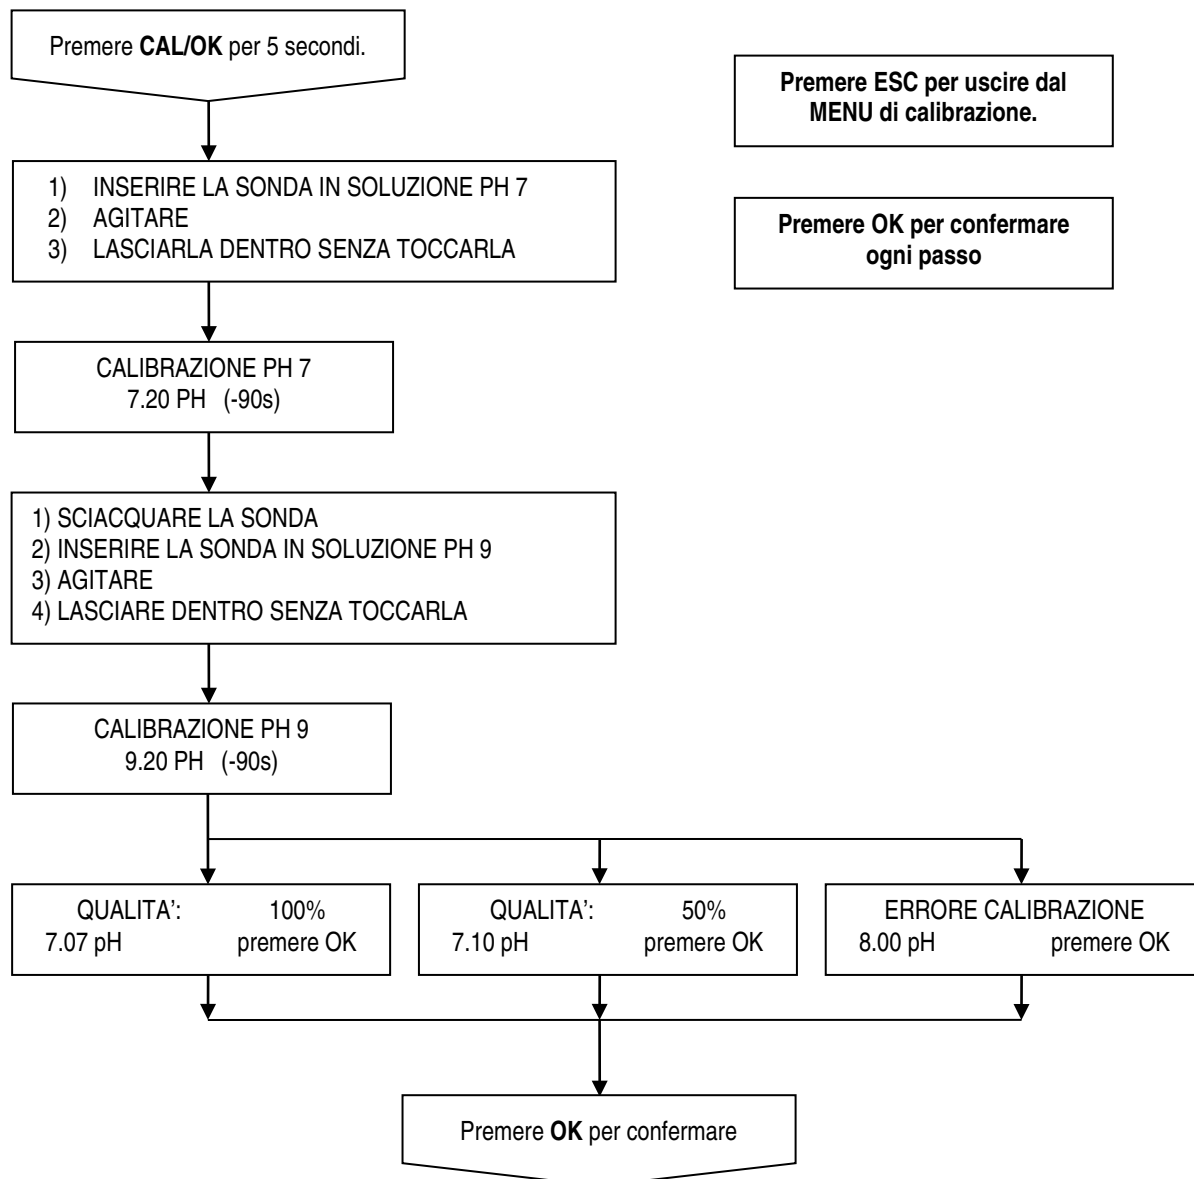 Premere CAL/OK per 5 secondi.
Premere ESC per uscire dal
MENU di calibrazione.
1) INSERIRE LA SONDA IN SOLUZIONE PH 7
2) AGITARE
3) LASCIARLA DENTRO SENZA TOCCARLA
Premere OK per confermare
ogni passo
CALIBRAZIONE PH 7
7.20 PH (-90s)
1) SCIACQUARE LA SONDA
2) INSERIRE LA SONDA IN SOLUZIONE PH 9
3) AGITARE
4) LASCIARE DENTRO SENZA TOCCARLA
CALIBRAZIONE PH 9
9.20 PH (-90s)
QUALITA’: 100%
7.07 pH premere OK
QUALITA’: 50%
7.10 pH premere OK
ERRORE CALIBRAZIONE
8.00 pH premere OK
Premere OK per confermare